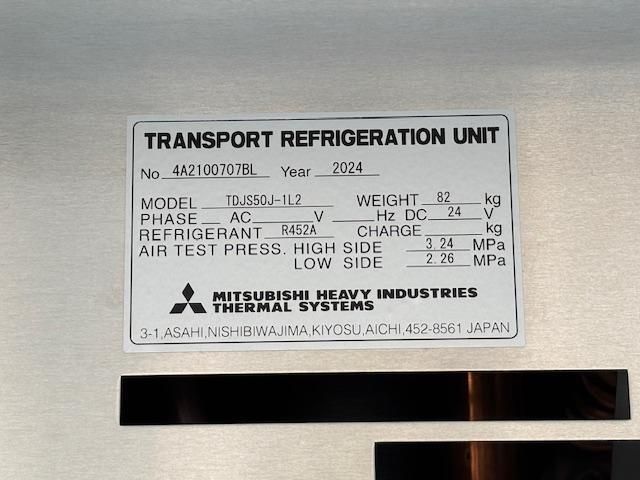 TRANSPORT REFRIGERATION UNIT
No 4A2100707BL Year 2024
MODEL TDJS50J-1L2 WEIGHT 82 kg
PHASE AC V Hz DC 24 V
REFRIGERANT R452A CHARGE kg
AIR TEST PRESS. HIGH SIDE 3.24 MPa
LOW SIDE 2.26 MPa
MITSUBISHI HEAVY INDUSTRIES
THERMAL SYSTEMS
3-1,ASAHI,NISHIBIWAJIMA,KIYOSU,AICHI,452-8561 JAPAN